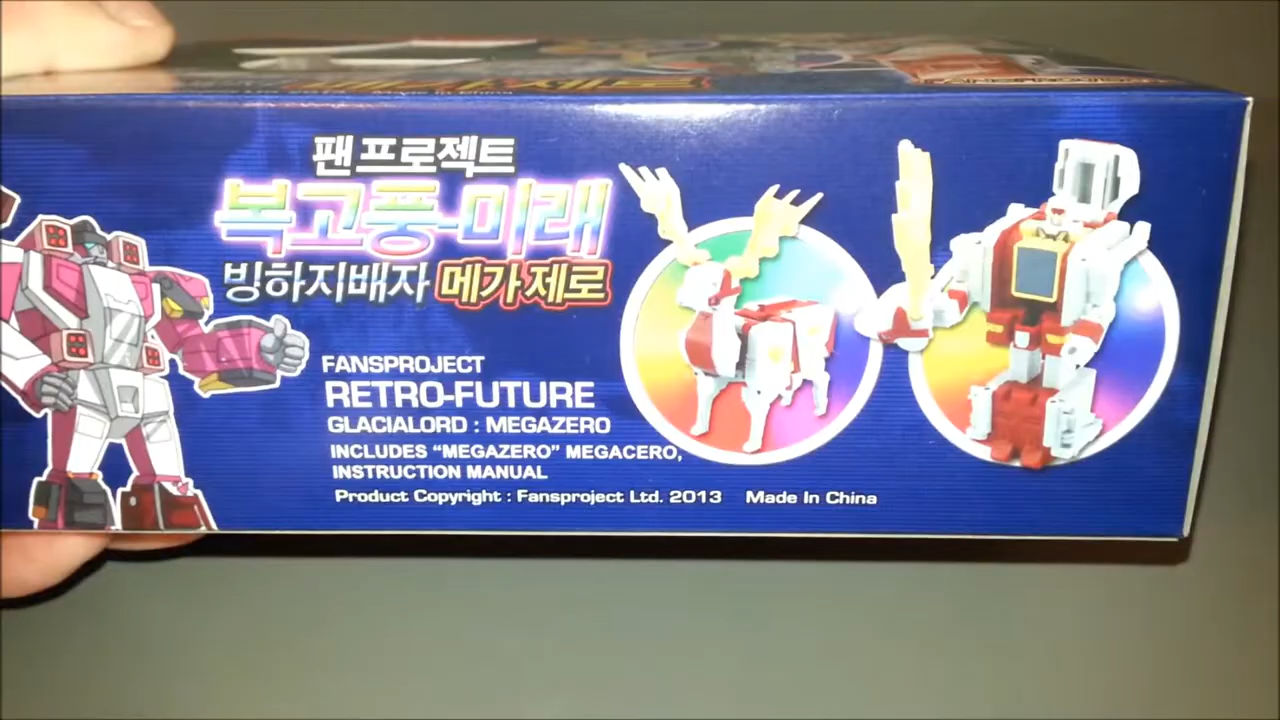 팬프로젝트
복고풍-미래
빙하지배자 메가제로
FANSPROJECT
RETRO-FUTURE
GLACIALORD : MEGAZERO
INCLUDES “MEGAZERO” MEGACERO,
INSTRUCTION MANUAL
Product Copyright : Fansproject Ltd. 2013 Made In China